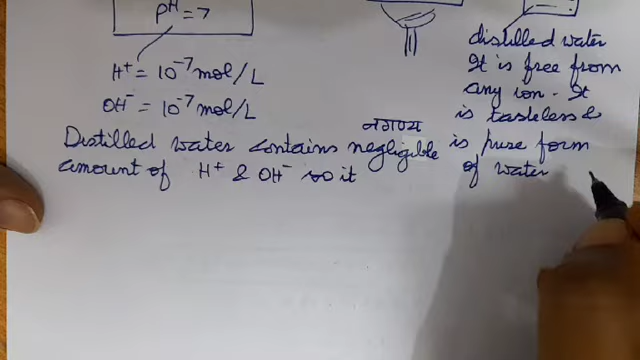 pH = 7
H+ = 10-7 mol/L
OH- = 10-7 mol/L
distilled water
It is free from
any ion. It
is tasteless &
is pure form
of water
नगण्य
Distilled water contains negligible
amount of H+ & OH- so it